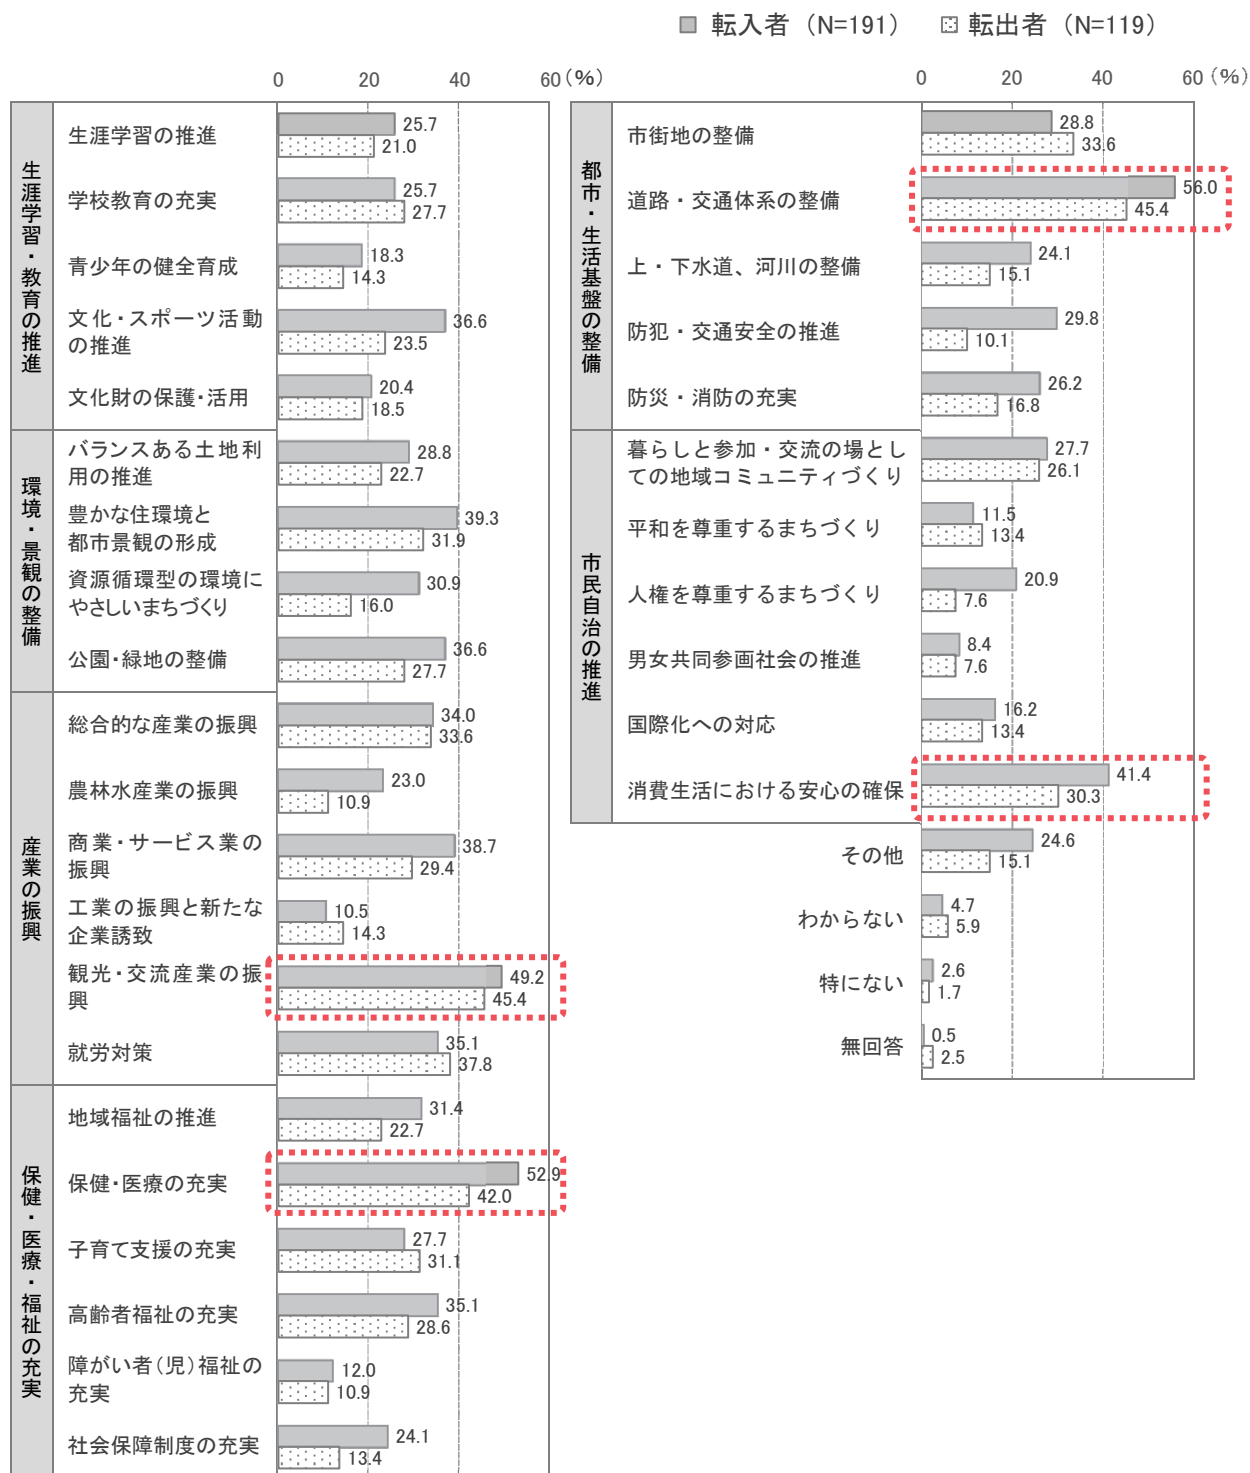 転入者（N=191） 転出者（N=119）
0 20 40 60(%)
生涯学習・教育の推進
生涯学習の推進 25.7 21.0
学校教育の充実 25.7 27.7
青少年の健全育成 18.3 14.3
文化・スポーツ活動
の推進 36.6 23.5
文化財の保護・活用 20.4 18.5
環境・景観の整備
バランスある土地利
用の推進 28.8 22.7
豊かな住環境と
都市景観の形成 39.3 31.9
資源循環型の環境に
やさしいまちづくり 30.9 16.0
公園・緑地の整備 36.6 27.7
産業の振興
総合的な産業の振興 34.0 33.6
農林水産業の振興 23.0 10.9
商業・サービス業の
振興 38.7 29.4
工業の振興と新たな
企業誘致 10.5 14.3
観光・交流産業の振
興 49.2 45.4
就労対策 35.1 37.8
保健・医療・福祉の充実
地域福祉の推進 31.4 22.7
保健・医療の充実 52.9 42.0
子育て支援の充実 27.7 31.1
高齢者福祉の充実 35.1 28.6
障がい者（児）福祉の
充実 12.0 10.9
社会保障制度の充実 24.1 13.4
0 20 40 60 (%)
都市・生活基盤の整備
市街地の整備 28.8 33.6
道路・交通体系の整備 56.0 45.4
上・下水道、河川の整備 24.1 15.1
防犯・交通安全の推進 29.8 10.1
防災・消防の充実 26.2 16.8
市民自治の推進
暮らしと参加・交流の場とし
ての地域コミュニティづくり 27.7 26.1
平和を尊重するまちづくり 11.5 13.4
人権を尊重するまちづくり 20.9 7.6
男女共同参画社会の推進 8.4 7.6
国際化への対応 16.2 13.4
消費生活における安心の確保 41.4 30.3
その他 24.6 15.1
わからない 4.7 5.9
特にない 2.6 1.7
無回答 0.5 2.5